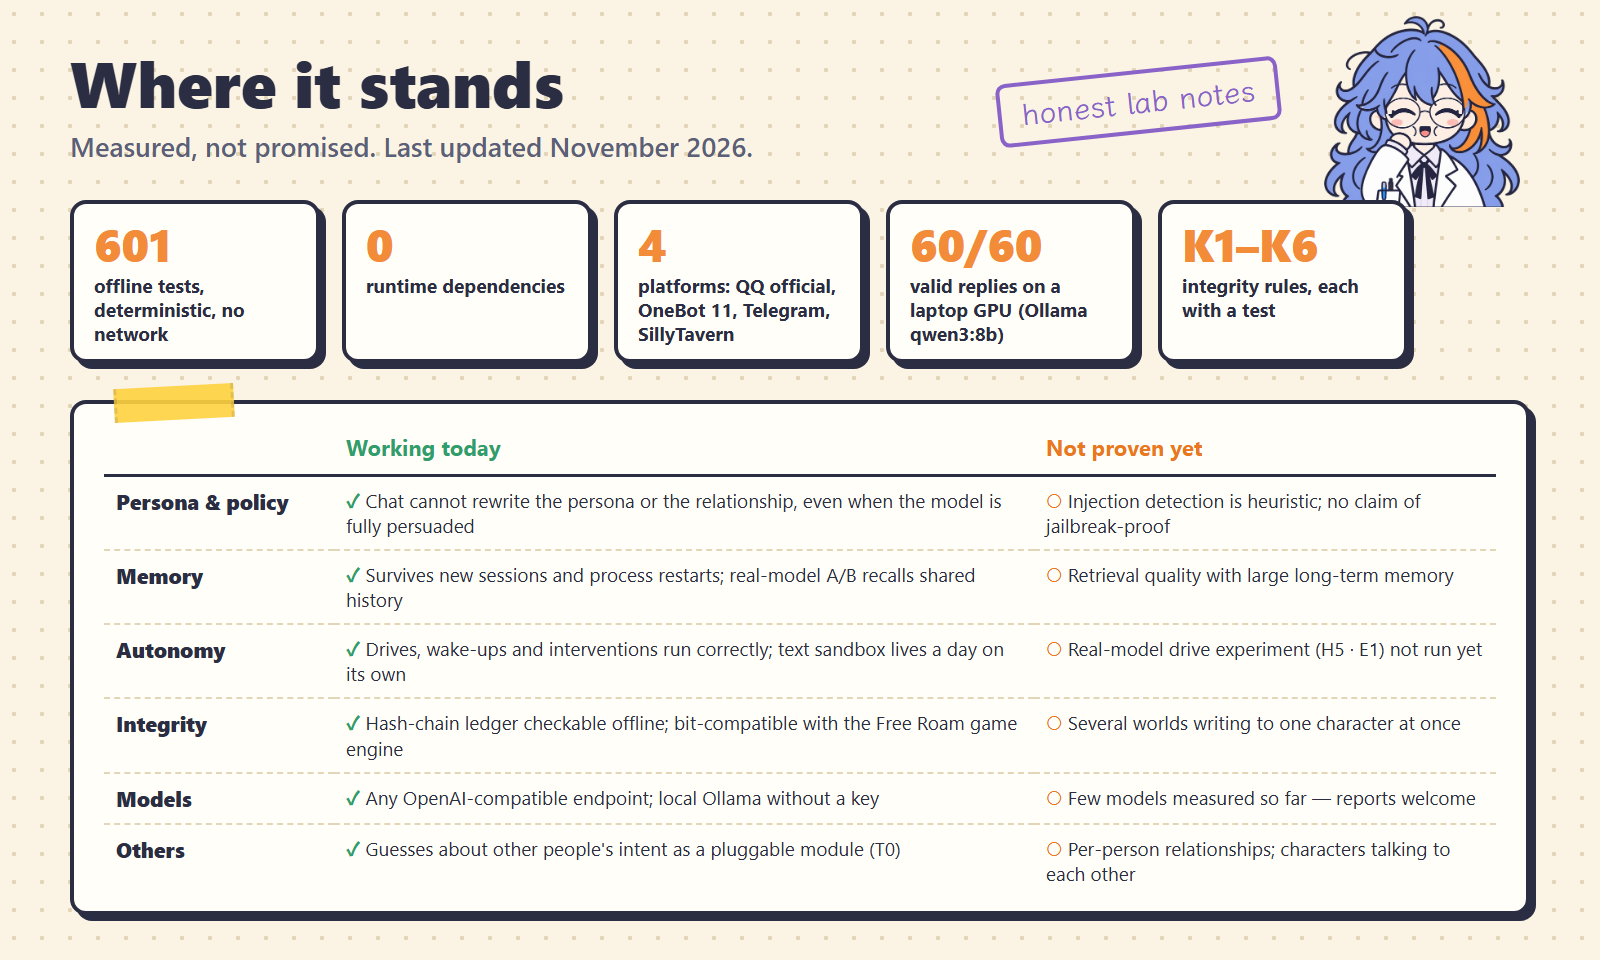 Where it stands
honest lab notes
Measured, not promised. Last updated November 2026.
601
offline tests,
deterministic, no
network
0
runtime dependencies
4
platforms: QQ official,
OneBot 11, Telegram,
SillyTavern
60/60
valid replies on a
laptop GPU (Ollama
qwen3:8b)
K1–K6
integrity rules, each
with a test
Working today
Not proven yet
Persona & policy
✓ Chat cannot rewrite the persona or the relationship, even when the model is
fully persuaded
○ Injection detection is heuristic; no claim of
jailbreak-proof
Memory
✓ Survives new sessions and process restarts; real-model A/B recalls shared
history
○ Retrieval quality with large long-term memory
Autonomy
✓ Drives, wake-ups and interventions run correctly; text sandbox lives a day on
its own
○ Real-model drive experiment (H5 · E1) not run yet
Integrity
✓ Hash-chain ledger checkable offline; bit-compatible with the Free Roam game
engine
○ Several worlds writing to one character at once
Models
✓ Any OpenAI-compatible endpoint; local Ollama without a key
○ Few models measured so far — reports welcome
Others
✓ Guesses about other people's intent as a pluggable module (T0)
○ Per-person relationships; characters talking to
each other